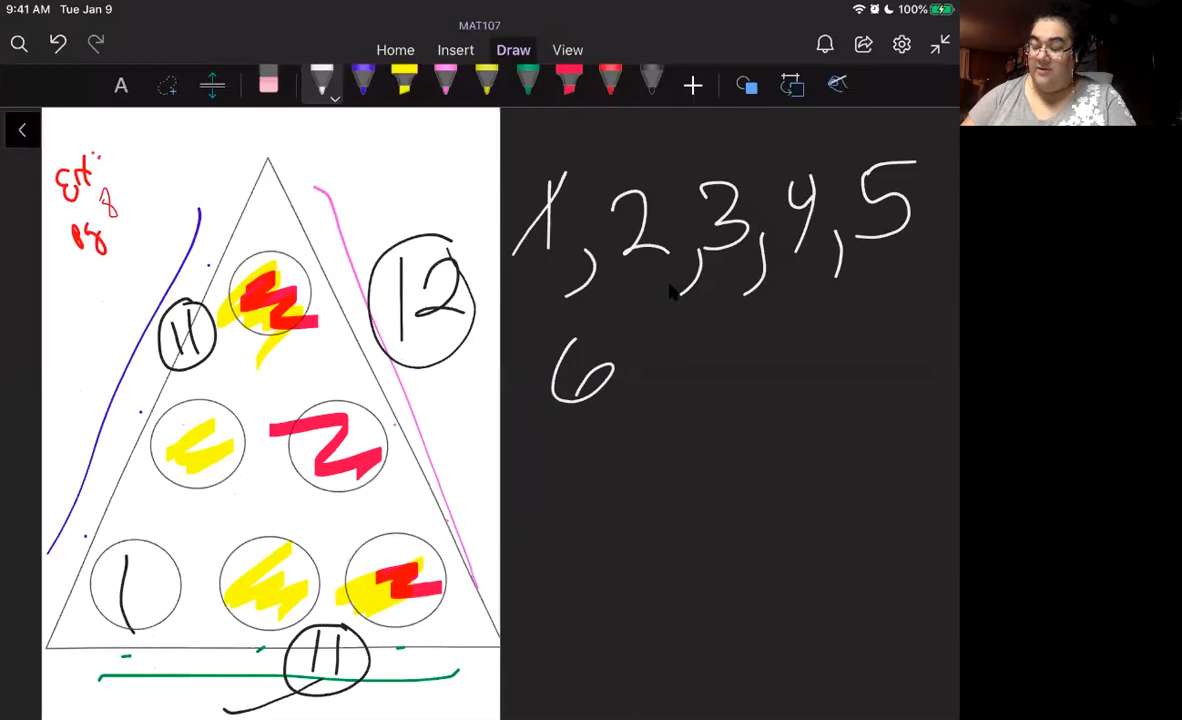 9:41 AM Tue Jan 9
100%
MAT107
Home Insert Draw View
A
1, 2, 3, 4, 5
6
12
11
1
11